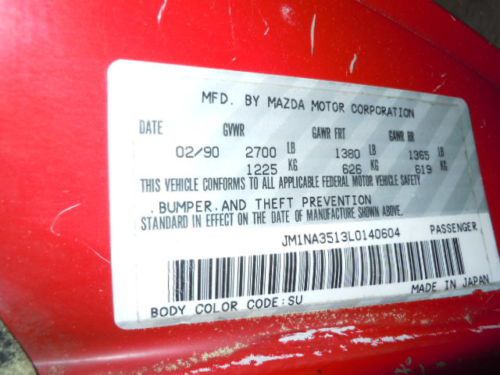 MFD. BY MAZDA MOTOR CORPORATION
DATE GVWR GAWR FRT GAWR RR
02/90 2700 LB 1380 LB 1365 LB
1225 KG 626 KG 619 KG
THIS VEHICLE CONFORMS TO ALL APPLICABLE FEDERAL MOTOR VEHICLE SAFETY
BUMPER AND THEFT PREVENTION
STANDARD IN EFFECT ON THE DATE OF MANUFACTURE SHOWN ABOVE.
JM1NA3513L0140604 PASSENGER
MADE IN JAPAN
BODY COLOR CODE:SU